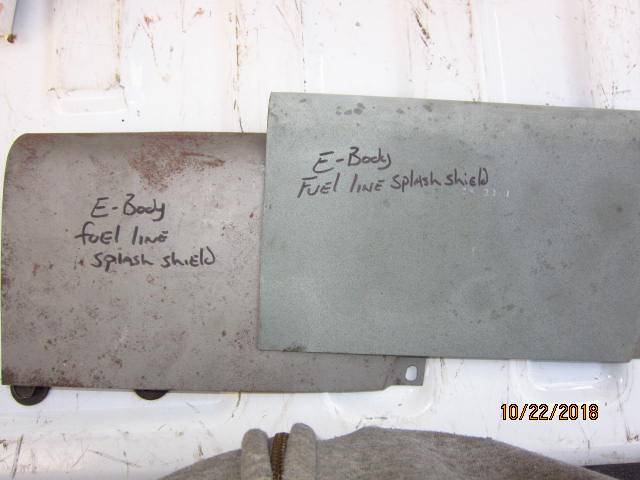 E-Body
fuel line
splash shield
E-Body
Fuel line splash shield
10/22/2018